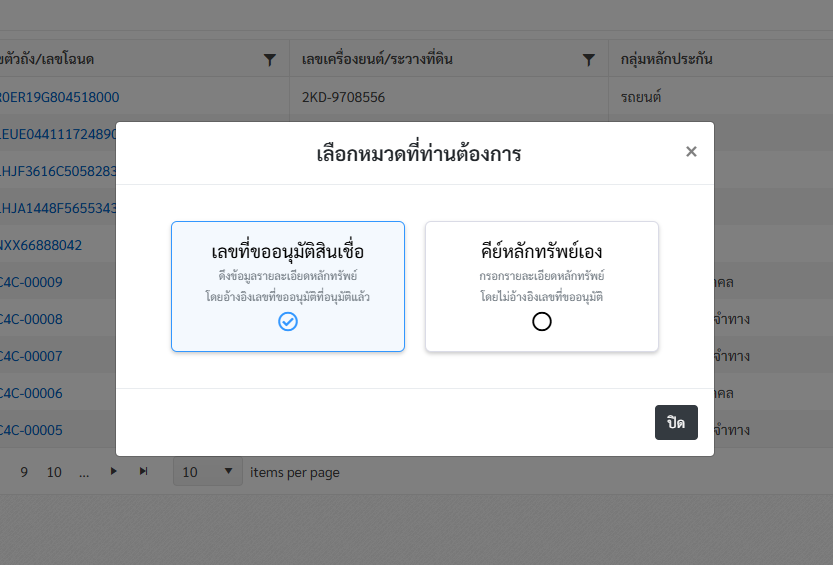 ขตัวถัง/เลขโฉนด เลขเครื่องยนต์/ระวางที่ดิน กลุ่มหลักประกัน
R0ER19G804518000 2KD-9708556 รถยนต์
เลือกหมวดที่ท่านต้องการ ×
EUE04411172489
HJF3616C5058283
HJA1448F5655343
NXX66888042
C4C-00009 คล
C4C-00008 จำทาง
C4C-00007 จำทาง
C4C-00006 คล
C4C-00005 จำทาง
เลขที่ขออนุมัติสินเชื่อ
ดึงข้อมูลรายละเอียดหลักทรัพย์
โดยอ้างอิงเลขที่ขออนุมัติที่อนุมัติแล้ว
คีย์หลักทรัพย์เอง
กรอกรายละเอียดหลักทรัพย์
โดยไม่อ้างอิงเลขที่ขออนุมัติ
ปิด
9 10 ... 10 items per page